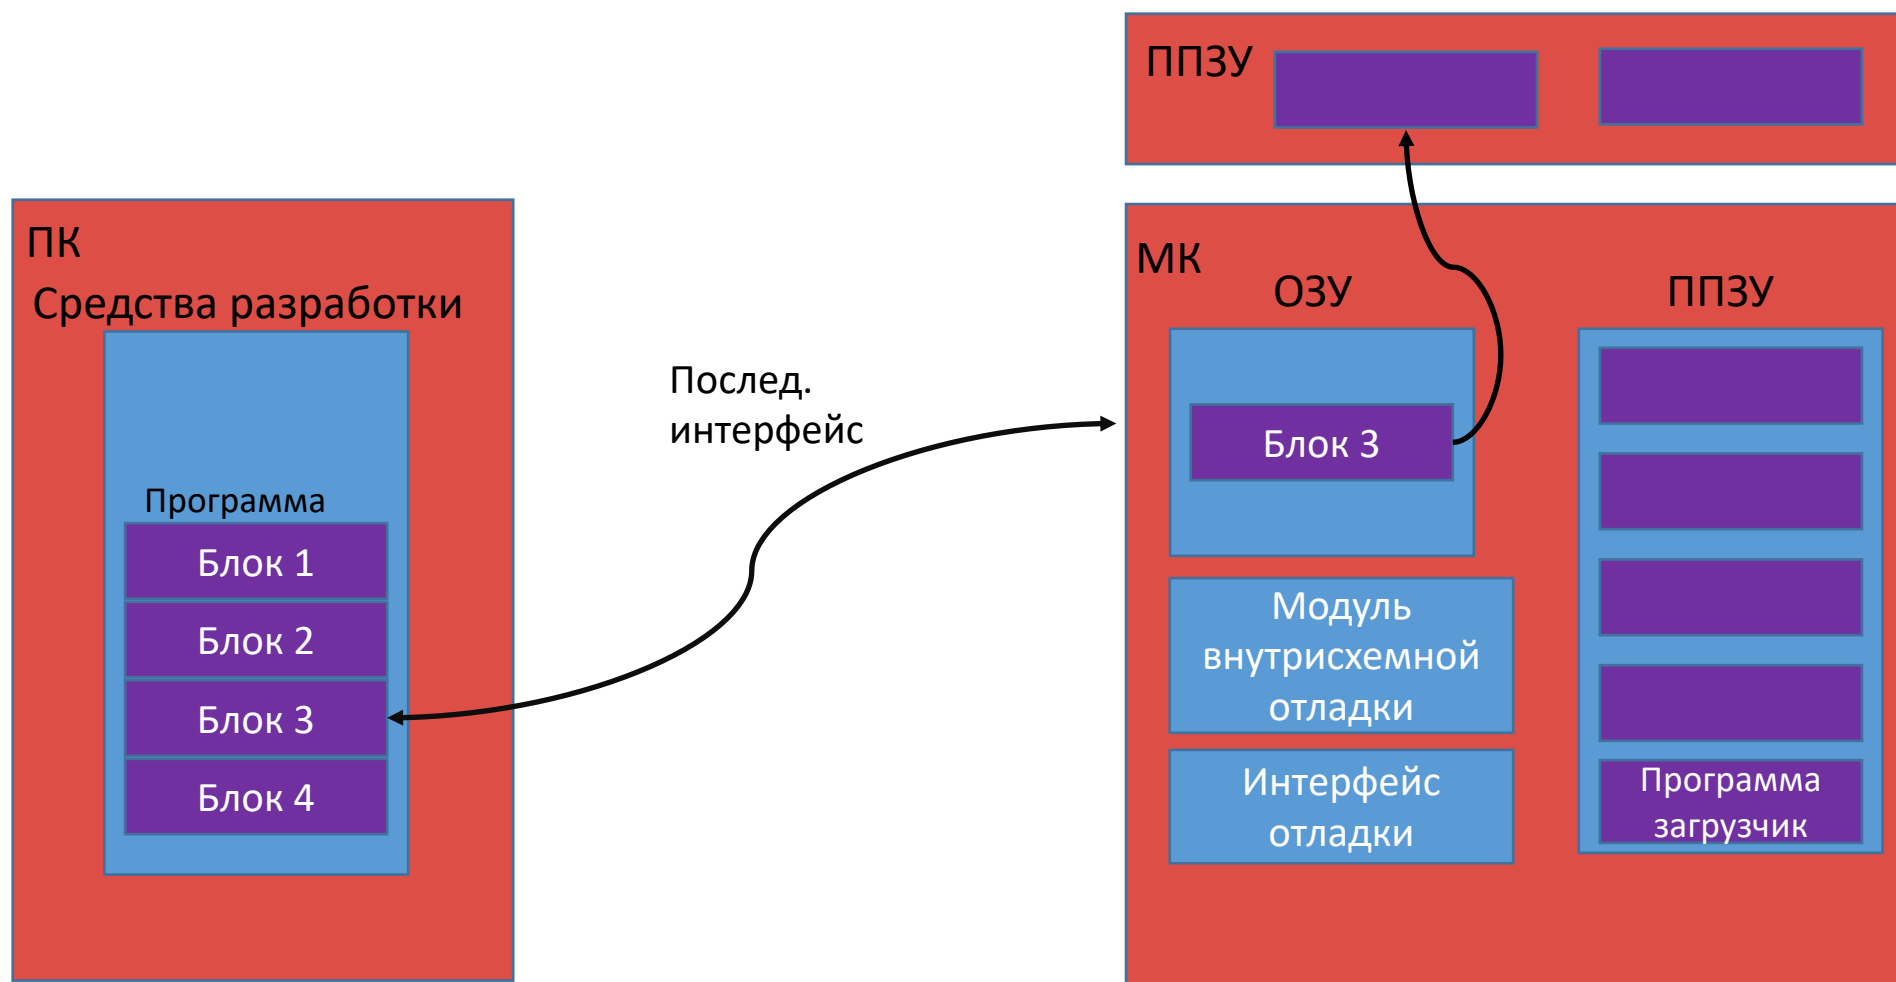 ППЗУ
ПК
Средства разработки
Программа
Блок 1
Блок 2
Блок 3
Блок 4
Послед.
интерфейс
МК
ОЗУ
ППЗУ
Блок 3
Модуль
внутрисхемной
отладки
Интерфейс
отладки
Программа
загрузчик